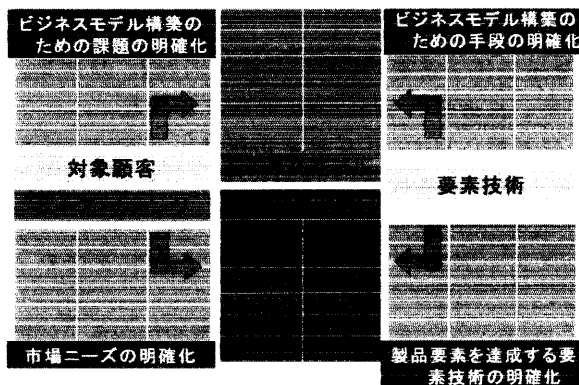 ビジネスモデル構築の
ための課題の明確化
ビジネスモデル構築の
ための手段の明確化
対象顧客
要素技術
市場ニーズの明確化
製品要素を達成する要
素技術の明確化